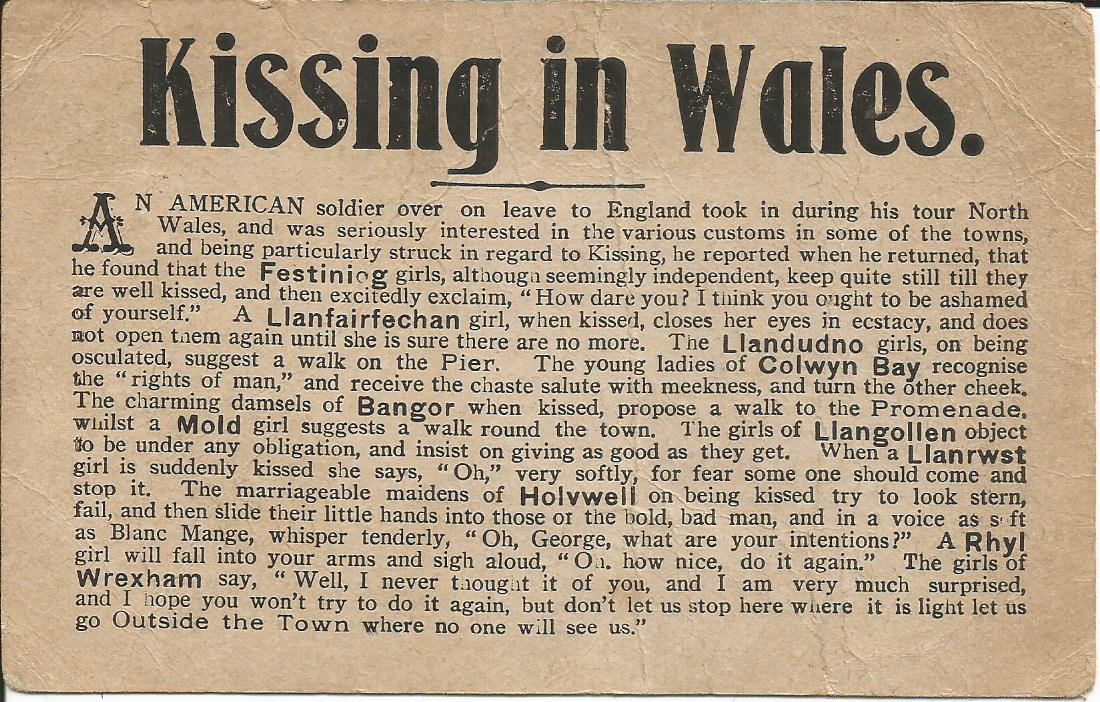 Kissing in Wales.
AN AMERICAN soldier over on leave to England took in during his tour North
Wales, and was seriously interested in the various customs in some of the towns,
and being particularly struck in regard to Kissing, he reported when he returned, that
he found that the Festiniog girls, although seemingly independent, keep quite still till they
are well kissed, and then excitedly exclaim, “How dare you? I think you ought to be ashamed
of yourself.” A Llanfairfechan girl, when kissed, closes her eyes in ecstacy, and does
not open them again until she is sure there are no more. The Llandudno girls, on being
osculated, suggest a walk on the Pier. The young ladies of Colwyn Bay recognise
the “rights of man,” and receive the chaste salute with meekness, and turn the other cheek.
The charming damsels of Bangor when kissed, propose a walk to the Promenade,
whilst a Mold girl suggests a walk round the town. The girls of Llangollen object
to be under any obligation, and insist on giving as good as they get. When a Llanrwst
girl is suddenly kissed she says, “Oh,” very softly, for fear some one should come and
stop it. The marriageable maidens of Holywell on being kissed try to look stern,
fail, and then slide their little hands into those of the bold, bad man, and in a voice as soft
as Blanc Mange, whisper tenderly, “Oh, George, what are your intentions?” A Rhyl
girl will fall into your arms and sigh aloud, “Oh. how nice, do it again.” The girls of
Wrexham say, “Well, I never thought it of you, and I am very much surprised,
and I hope you won’t try to do it again, but don’t let us stop here where it is light let us
go Outside the Town where no one will see us.”